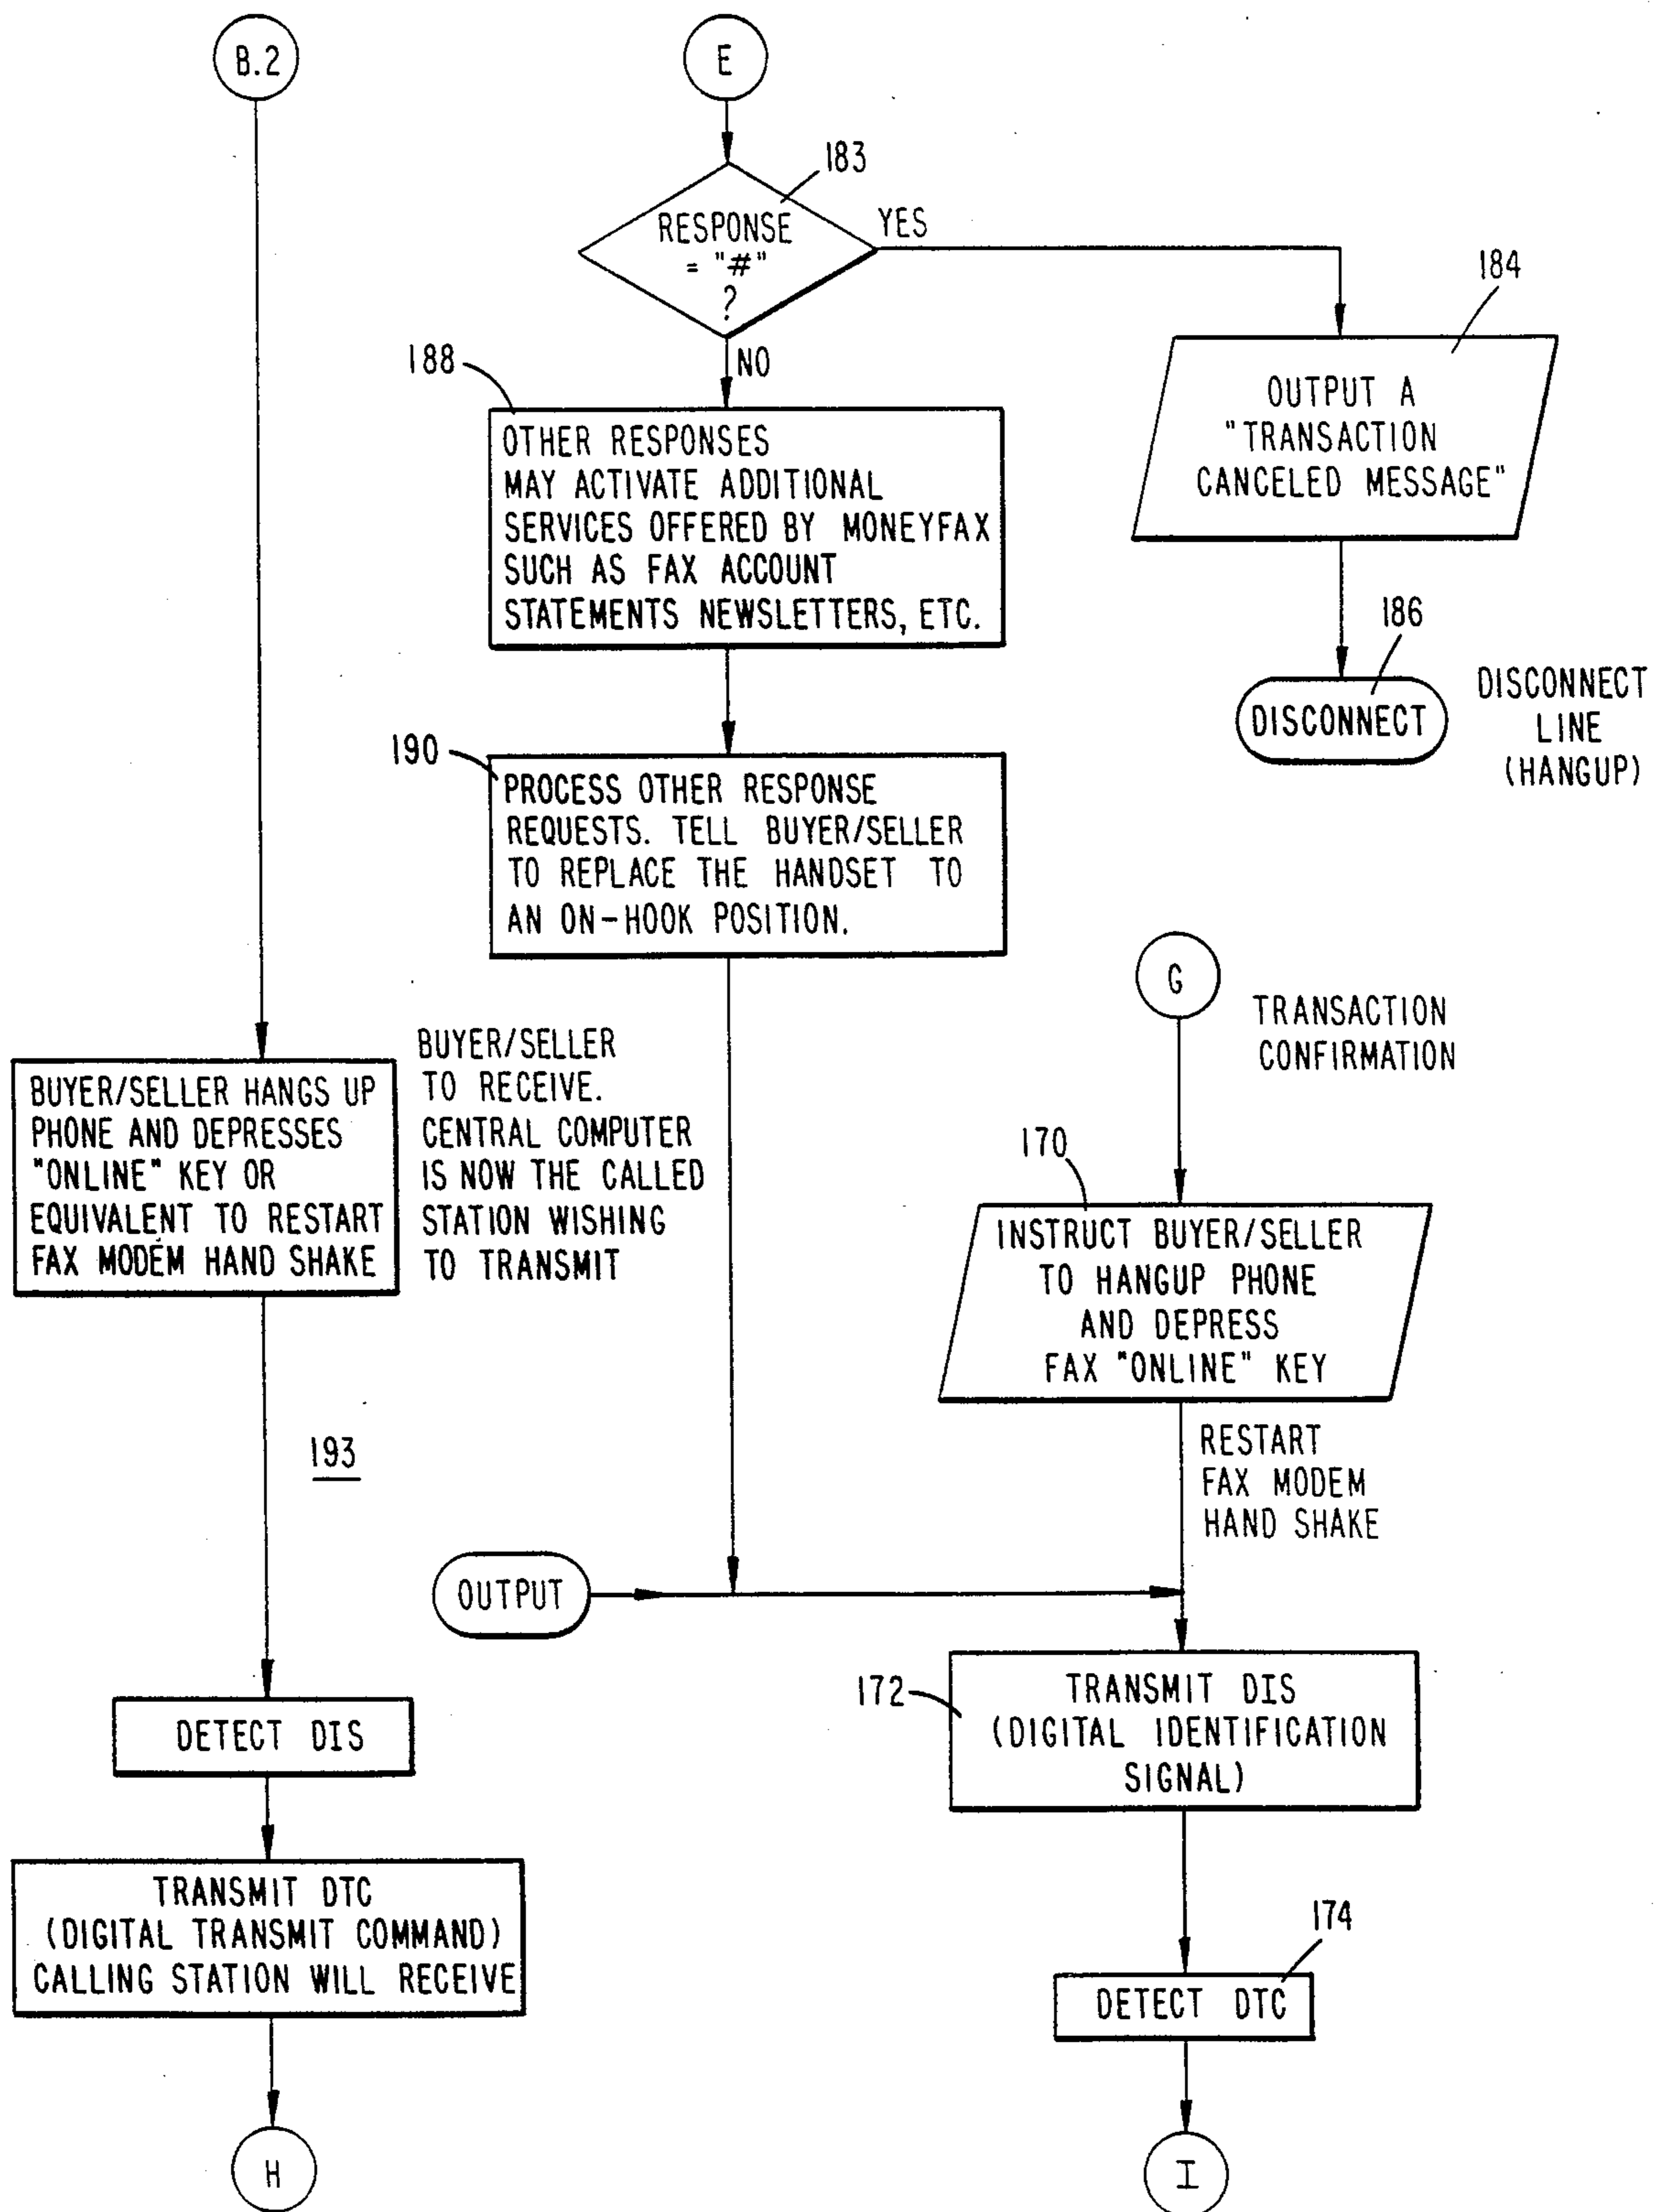 B.2
E
183
RESPONSE
= "#"
?
YES
NO
184
OUTPUT A
"TRANSACTION
CANCELED MESSAGE"
188
OTHER RESPONSES
MAY ACTIVATE ADDITIONAL
SERVICES OFFERED BY MONEYFAX
SUCH AS FAX ACCOUNT
STATEMENTS NEWSLETTERS, ETC.
186
DISCONNECT
DISCONNECT
LINE
(HANGUP)
190
PROCESS OTHER RESPONSE
REQUESTS. TELL BUYER/SELLER
TO REPLACE THE HANDSET TO
AN ON-HOOK POSITION.
G
TRANSACTION
CONFIRMATION
BUYER/SELLER HANGS UP
PHONE AND DEPRESSES
"ONLINE" KEY OR
EQUIVALENT TO RESTART
FAX MODEM HAND SHAKE
BUYER/SELLER
TO RECEIVE.
CENTRAL COMPUTER
IS NOW THE CALLED
STATION WISHING
TO TRANSMIT
170
INSTRUCT BUYER/SELLER
TO HANGUP PHONE
AND DEPRESS
FAX "ONLINE" KEY
193
RESTART
FAX MODEM
HAND SHAKE
OUTPUT
172
TRANSMIT DIS
(DIGITAL IDENTIFICATION
SIGNAL)
DETECT DIS
TRANSMIT DTC
(DIGITAL TRANSMIT COMMAND)
CALLING STATION WILL RECEIVE
174
DETECT DTC
H
I